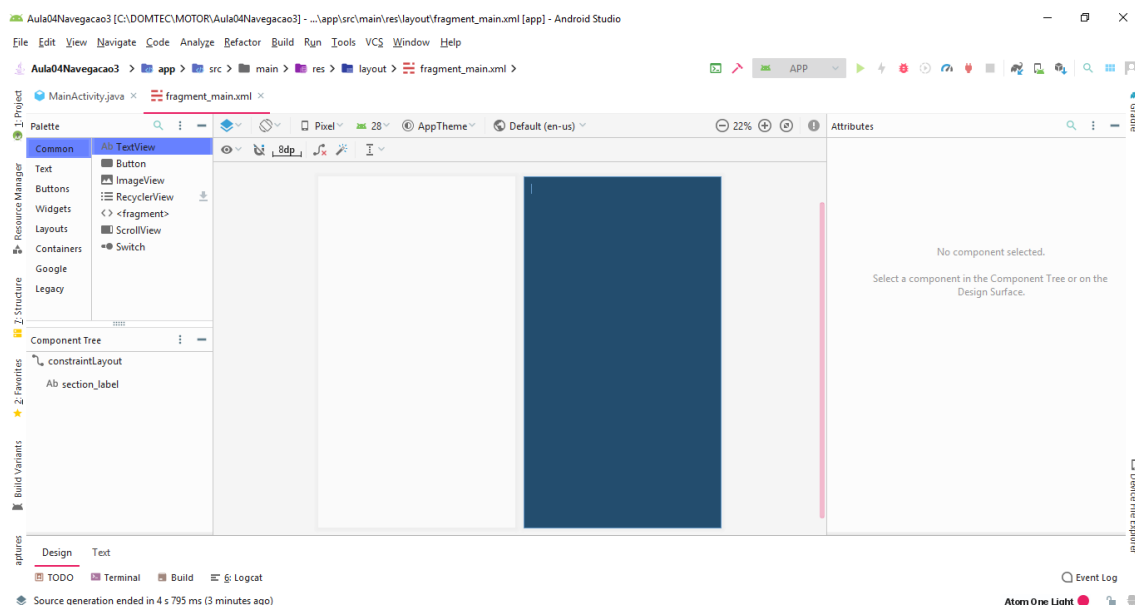 Aula04Navegacao3 [C:\DOMTEC\MOTOR\Aula04Navegacao3] - ...\app\src\main\res\layout\fragment_main.xml [app] - Android Studio
File Edit View Navigate Code Analyze Refactor Build Run Tools VCS Window Help
Aula04Navegacao3 > app > src > main > res > layout > fragment_main.xml >
APP
MainActivity.java × fragment_main.xml ×
1: Project
Resource Manager
7: Structure
2: Favorites
Build Variants
aptures
Palette
Common
Text
Buttons
Widgets
Layouts
Containers
Google
Legacy
Ab TextView
Button
ImageView
RecyclerView
<> <fragment>
ScrollView
Switch
Component Tree
constraintLayout
Ab section_label
Pixel 28 AppTheme Default (en-us) 22%
8dp
Attributes
No component selected.
Select a component in the Component Tree or on the
Design Surface.
Gradle
Device File Explorer
Design Text
TODO Terminal Build 6: Logcat
Event Log
Source generation ended in 4 s 795 ms (3 minutes ago)
Atom One Light